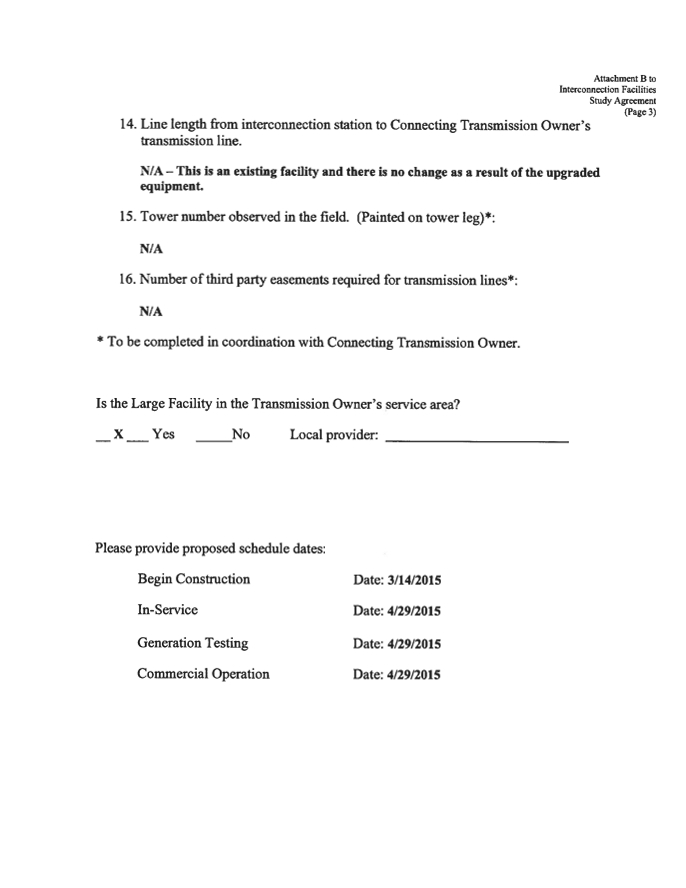 Attachment B to
Interconnection Facilities
Study Agreement
(Page 3)
14. Line length from interconnection station to Connecting Transmission Owner's
transmission line.
N/A – This is an existing facility and there is no change as a result of the upgraded
equipment.
15. Tower number observed in the field. (Painted on tower leg)*:
N/A
16. Number of third party easements required for transmission lines*:
N/A
* To be completed in coordination with Connecting Transmission Owner.
Is the Large Facility in the Transmission Owner's service area?
__ X ___ Yes _____No Local provider: __________________________
Please provide proposed schedule dates:
Begin Construction Date: 3/14/2015
In-Service Date: 4/29/2015
Generation Testing Date: 4/29/2015
Commercial Operation Date: 4/29/2015